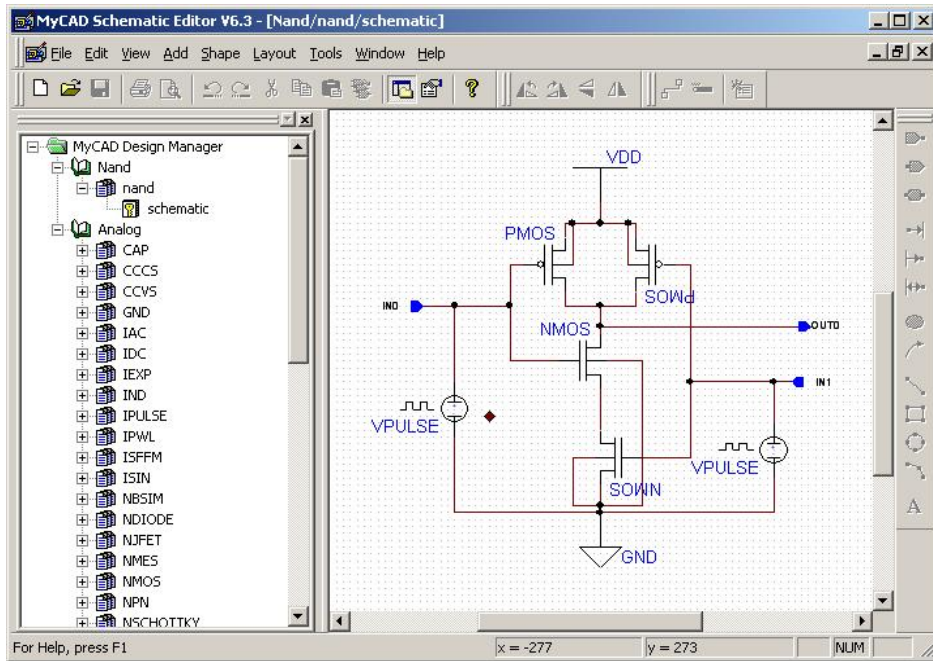 MyCAD Schematic Editor V6.3 - [Nand/nand/schematic]
File Edit View Add Shape Layout Tools Window Help
MyCAD Design Manager
Nand
nand
schematic
Analog
CAP
CCCS
CCVS
GND
IAC
IDC
IEXP
IND
IPULSE
IPWL
ISFFM
ISIN
NBSIM
NDIODE
NJFET
NMES
NMOS
NPN
NSCHOTTKY
VDD
PMOS
PMOS
IN0
NMOS
OUT0
IN1
VPULSE
VPULSE
NMOS
GND
A
For Help, press F1
x = -277
y = 273
NUM